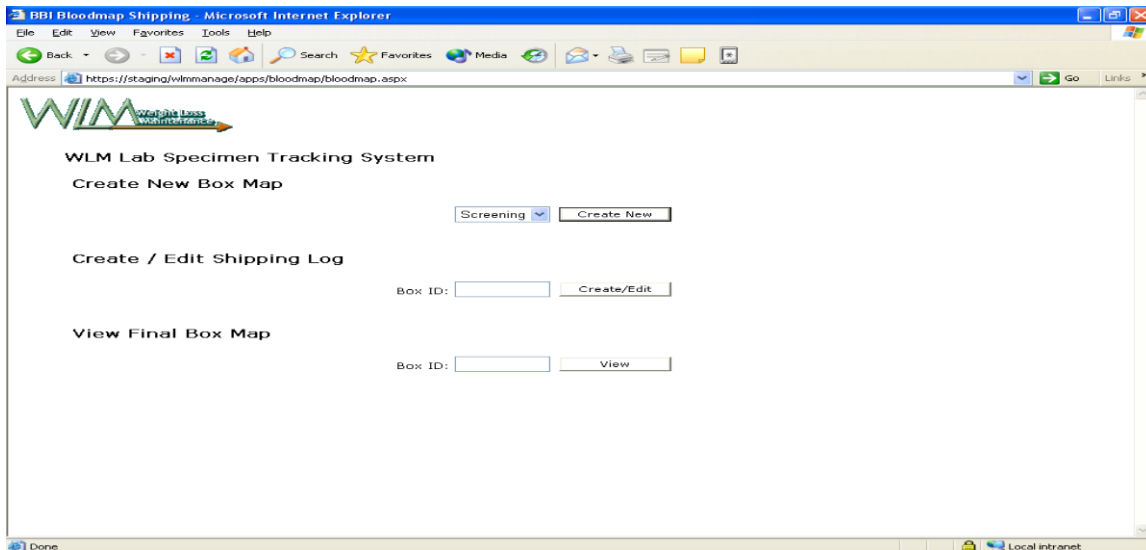 BBI Bloodmap Shipping - Microsoft Internet Explorer
File Edit View Favorites Tools Help
Back Search Favorites Media
Address https://staging/wlmmanage/apps/bloodmap/bloodmap.aspx Go Links
WLM Weight Loss
Maintenance
WLM Lab Specimen Tracking System
Create New Box Map
Screening Create New
Create / Edit Shipping Log
Box ID: Create/Edit
View Final Box Map
Box ID: View
Done Local intranet